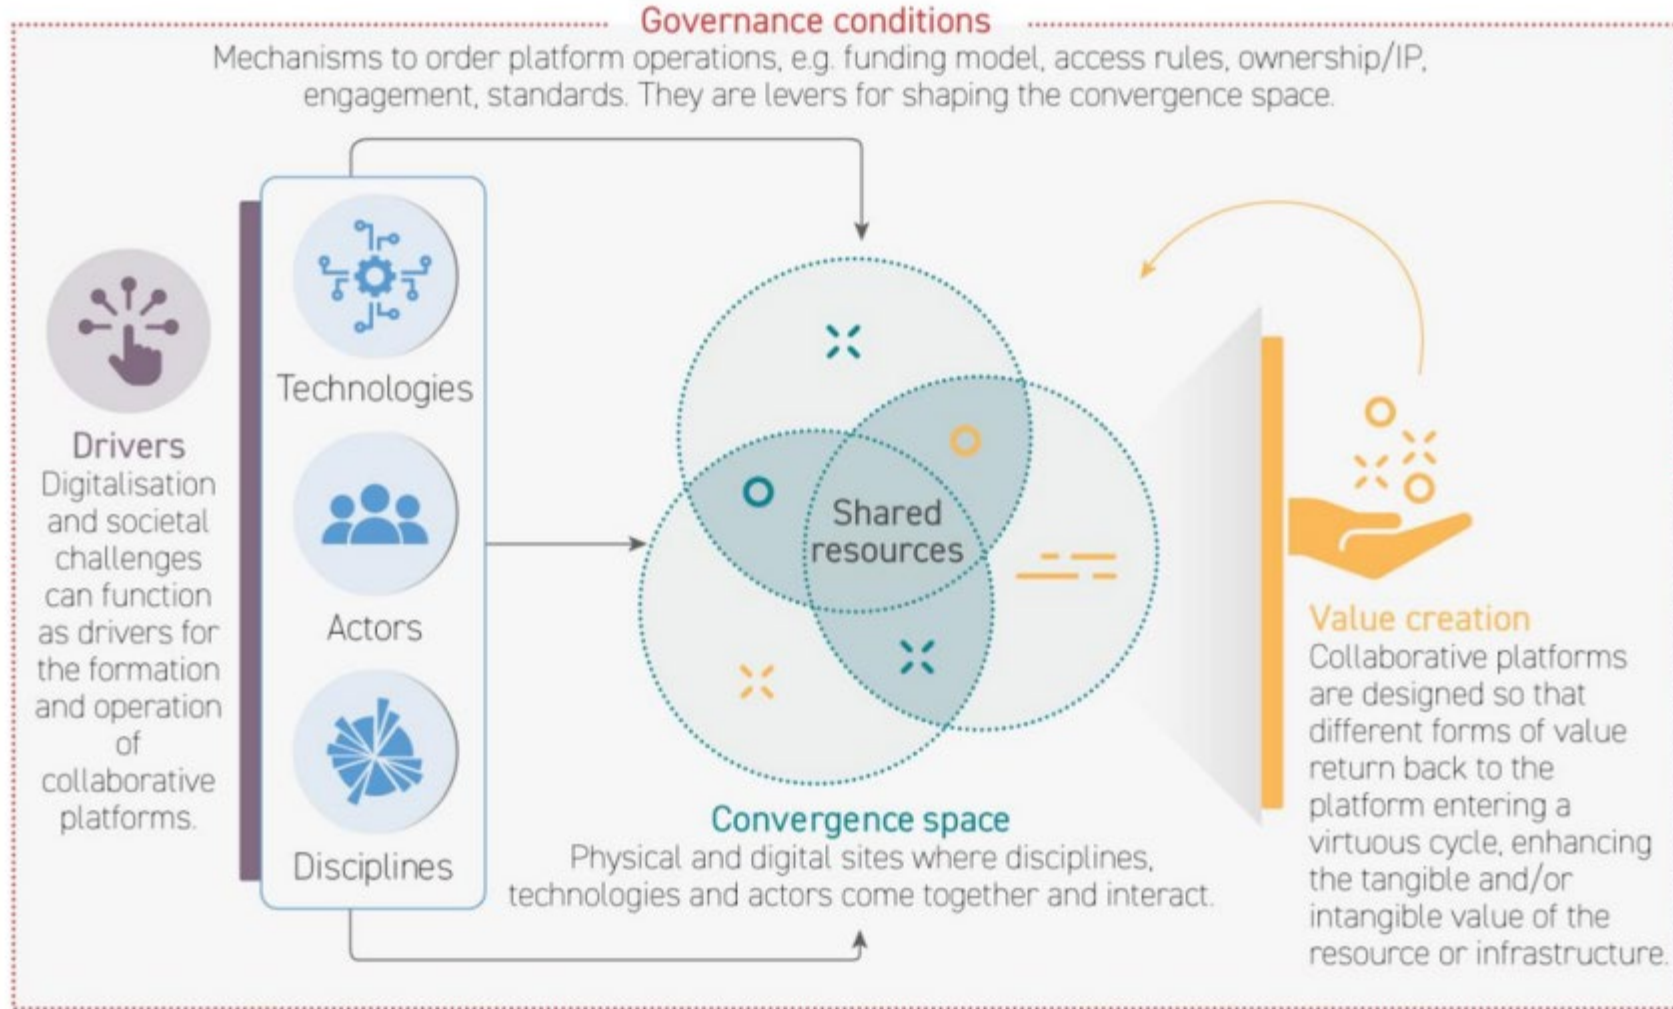 Governance conditions
Mechanisms to order platform operations, e.g. funding model, access rules, ownership/IP,
engagement, standards. They are levers for shaping the convergence space.
Drivers
Digitalisation
and societal
challenges
can function
as drivers for
the formation
and operation
of
collaborative
platforms.
Technologies
Actors
Disciplines
Shared
resources
Convergence space
Physical and digital sites where disciplines,
technologies and actors come together and interact.
Value creation
Collaborative platforms
are designed so that
different forms of value
return back to the
platform entering a
virtuous cycle, enhancing
the tangible and/or
intangible value of the
resource or infrastructure.